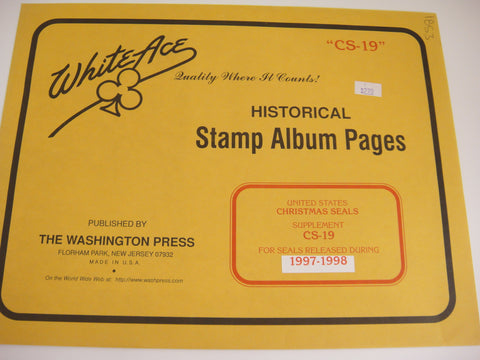 "CS-19"
1853
White-Ace
Quality Where It Counts!
HISTORICAL
Stamp Album Pages
UNITED STATES
CHRISTMAS SEALS
SUPPLEMENT
CS-19
FOR SEALS RELEASED DURING
1997-1998
PUBLISHED BY
THE WASHINGTON PRESS
FLORHAM PARK, NEW JERSEY 07932
MADE IN U.S.A.
On the World Wide Web at: http://www.washpress.com